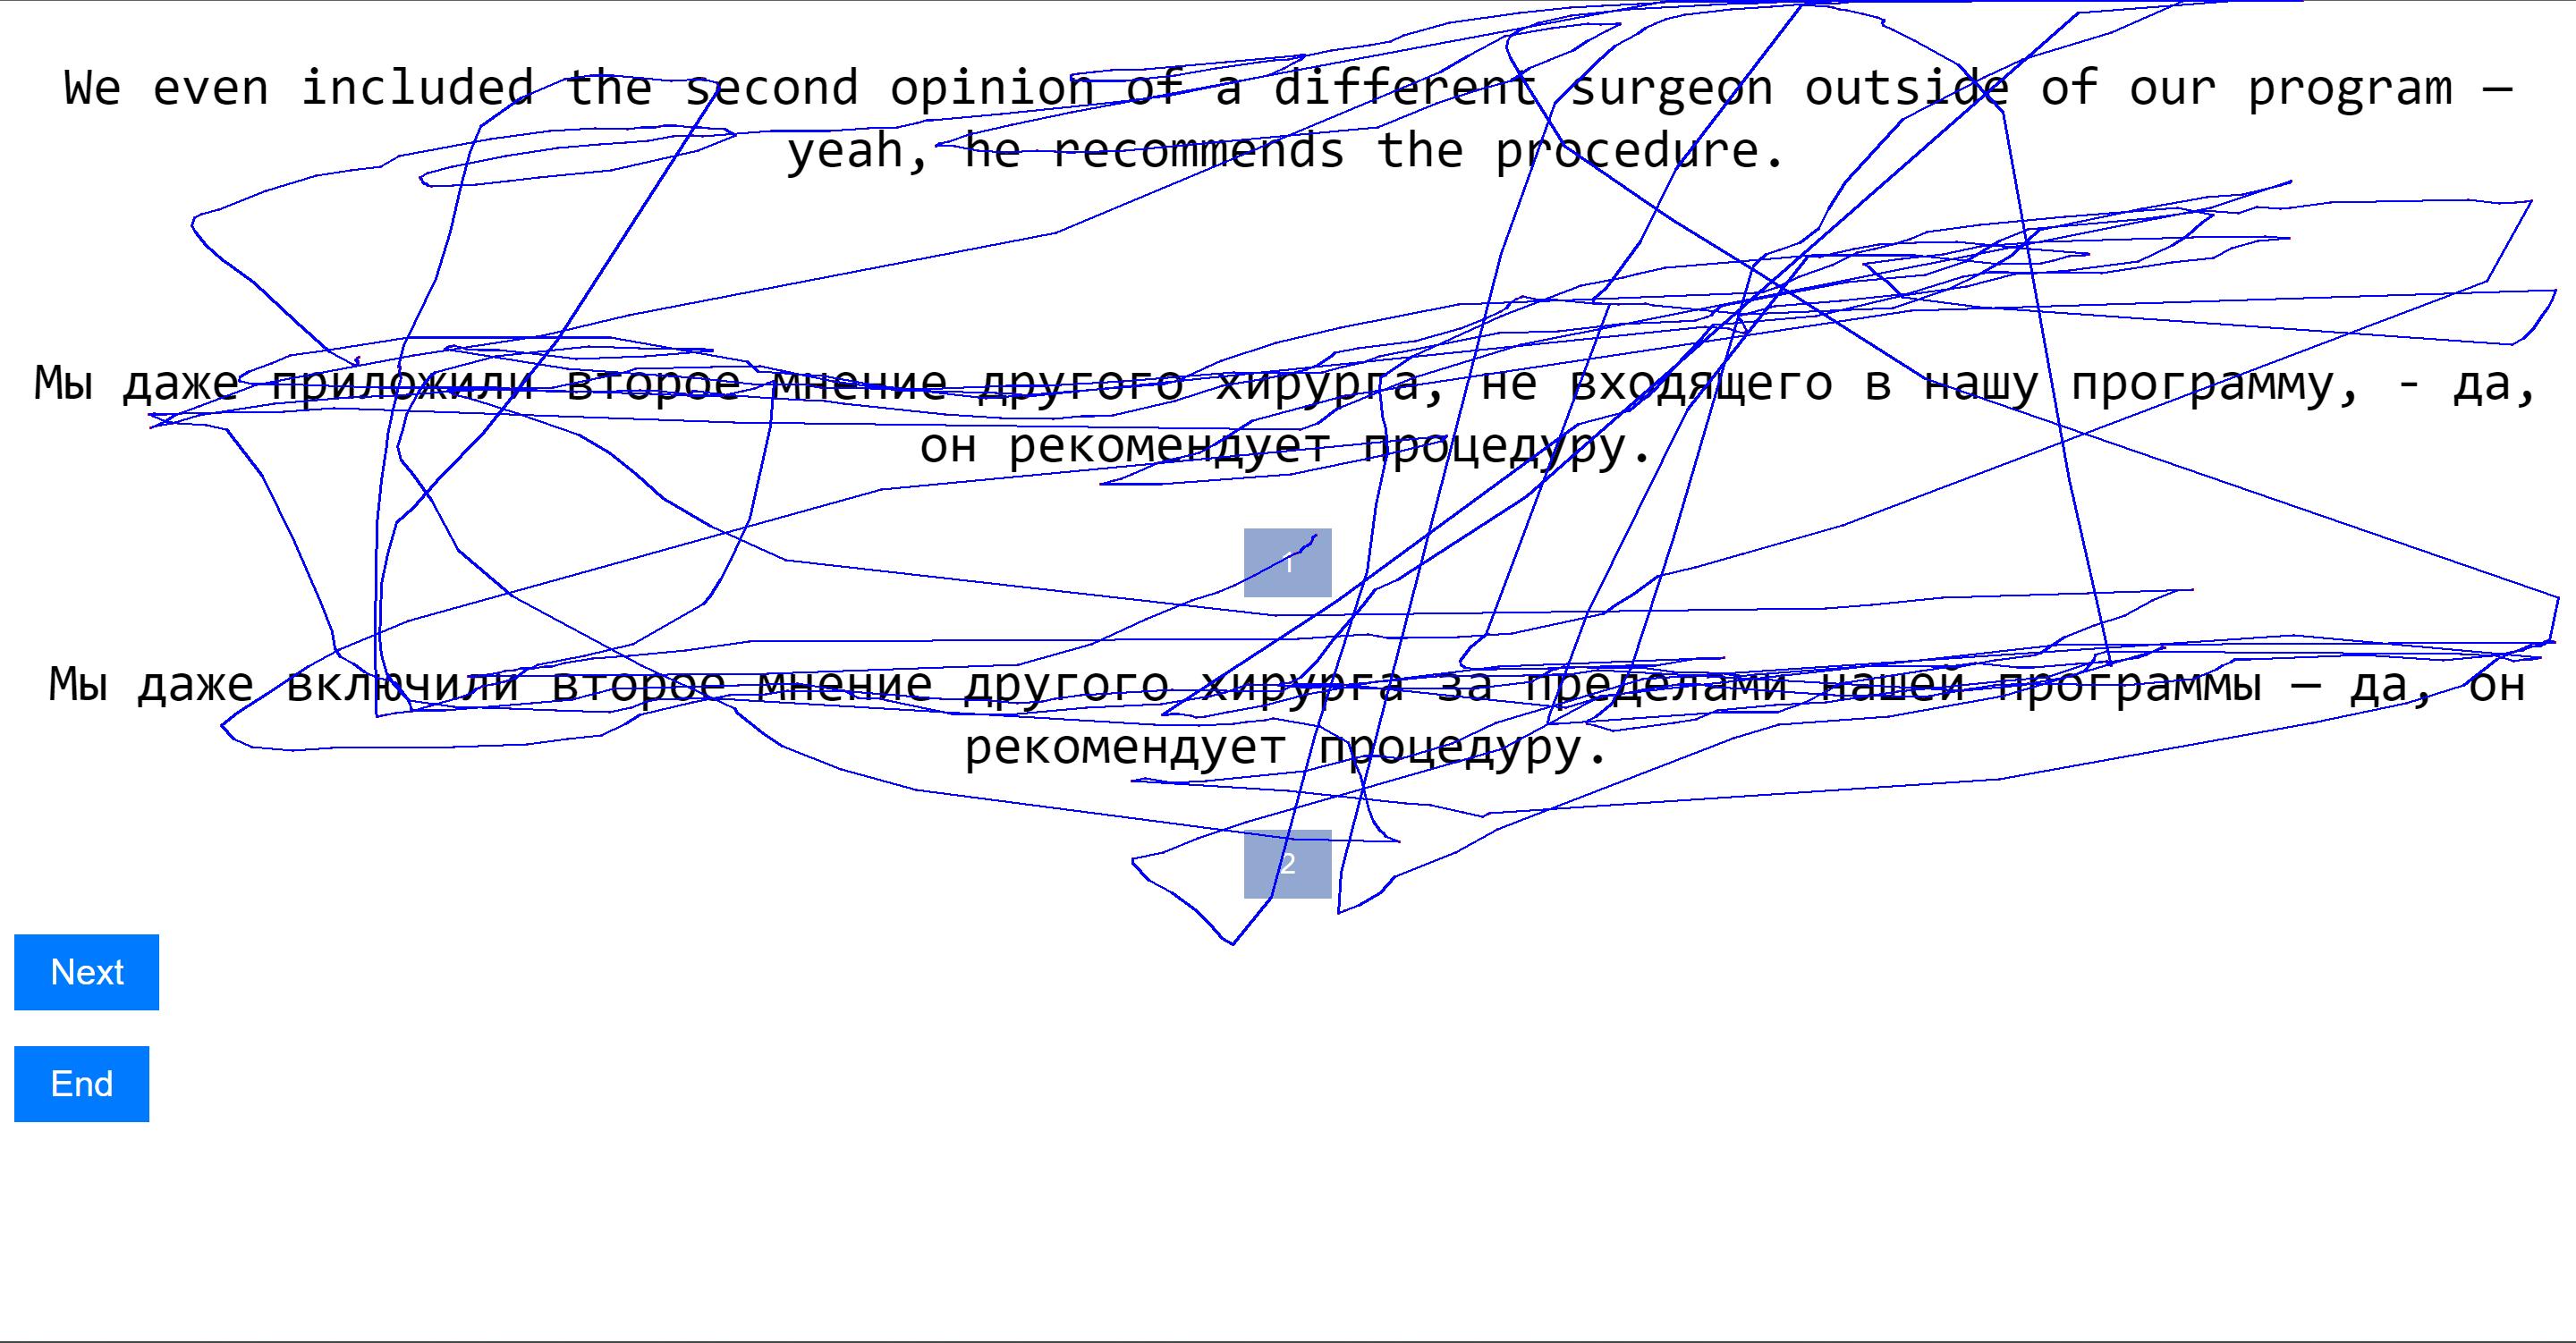 We even included the second opinion of a different surgeon outside of our program —
yeah, he recommends the procedure.
Мы даже приложили второе мнение другого хирурга, не входящего в нашу программу, - да,
он рекомендует процедуру.
1
Мы даже включили второе мнение другого хирурга за пределами нашей программы — да, он
рекомендует процедуру.
2
Next
End